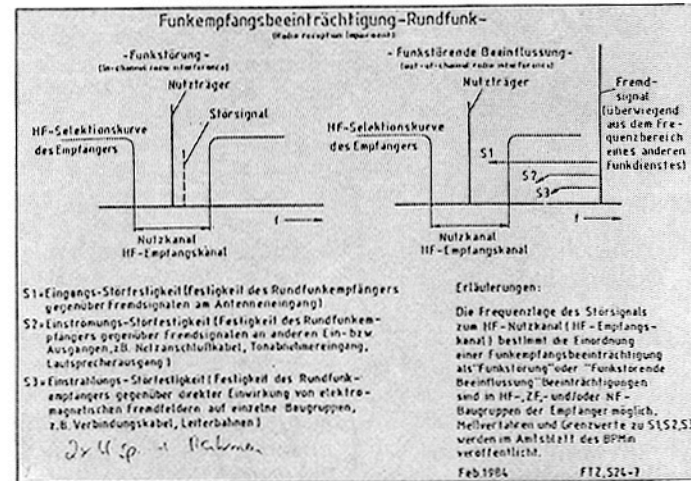 Funkempfangsbeeinträchtigung-Rundfunk-
(Radio reception impairment)
-Funkstörung-
(In-channel radio interference)
Nutzträger
Störsignal
HF-Selektionskurve
des Empfängers
f
Nutzkanal
HF-Empfangskanal
-Funkstörende Beeinflussung-
(out-of-channel radio interference)
Nutzträger
Fremd-
signal
(überwiegend
aus dem Fre-
quenzbereich
eines anderen
Funkdienstes)
HF-Selektionskurve
des Empfängers
S1
S2
S3
f
Nutzkanal
HF-Empfangskanal
S1=Eingangs-Störfestigkeit (Festigkeit des Rundfunkempfängers
gegenüber Fremdsignalen am Antenneneingang)
S2=Einströmungs-Störfestigkeit (Festigkeit des Rundfunkem-
pfängers gegenüber Fremdsignalen an anderen Ein- bzw.
Ausgängen, z.B. Netzanschlußkabel, Tonabnehmereingang,
Lautsprecherausgang)
S3=Einstrahlungs-Störfestigkeit (Festigkeit des Rundfunk-
empfängers gegenüber direkter Einwirkung von elektro-
magnetischen Fremdfeldern auf einzelne Baugruppen,
z.B. Verbindungskabel, Leiterbahnen)
Erläuterungen:
Die Frequenzlage des Störsignals
zum HF-Nutzkanal (HF-Empfangs-
kanal) bestimmt die Einordnung
einer Funkempfangsbeeinträchtigung
als "Funkstörung" oder "Funkstörende
Beeinflussung". Beeinträchtigungen
sind in HF-, ZF- und/oder NF-
Baugruppen der Empfänger möglich.
Meßverfahren und Grenzwerte zu S1,S2,S3
werden im Amtsblatt des BPMin
veröffentlicht.
Feb.1984 FTZ,S24-7